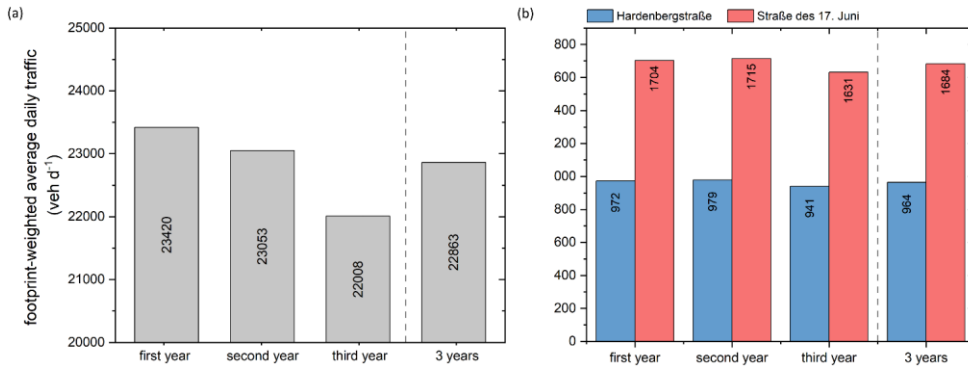 (a)
25000
24000
23000
22000
21000
20000
footprint-weighted average daily traffic
(veh d⁻¹)
23420
23053
22008
22863
first year
second year
third year
3 years
(b)
Hardenbergstraße
Straße des 17. Juni
800
600
400
200
000
800
600
400
200
0
972
1704
979
1715
941
1631
964
1684
first year
second year
third year
3 years